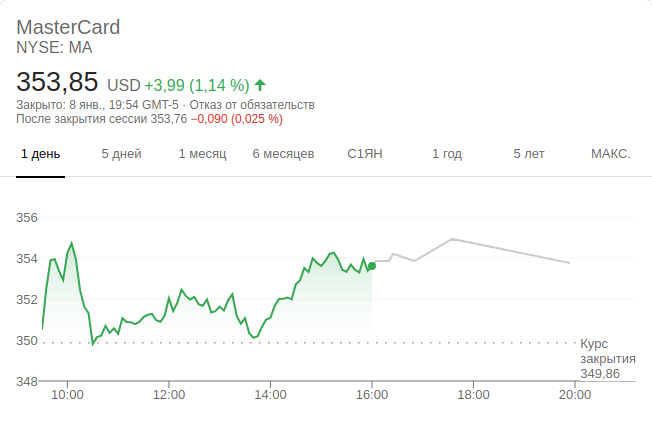 MasterCard
NYSE: MA
353,85 USD +3,99 (1,14 %)
Закрыто: 8 янв., 19:54 GMT-5 · Отказ от обязательств
После закрытия сессии 353,76 −0,090 (0,025 %)
1 день 5 дней 1 месяц 6 месяцев С1ЯН 1 год 5 лет МАКС.
356
354
352
350
Курс
закрытия
349,86
348
10:00 12:00 14:00 16:00 18:00 20:00